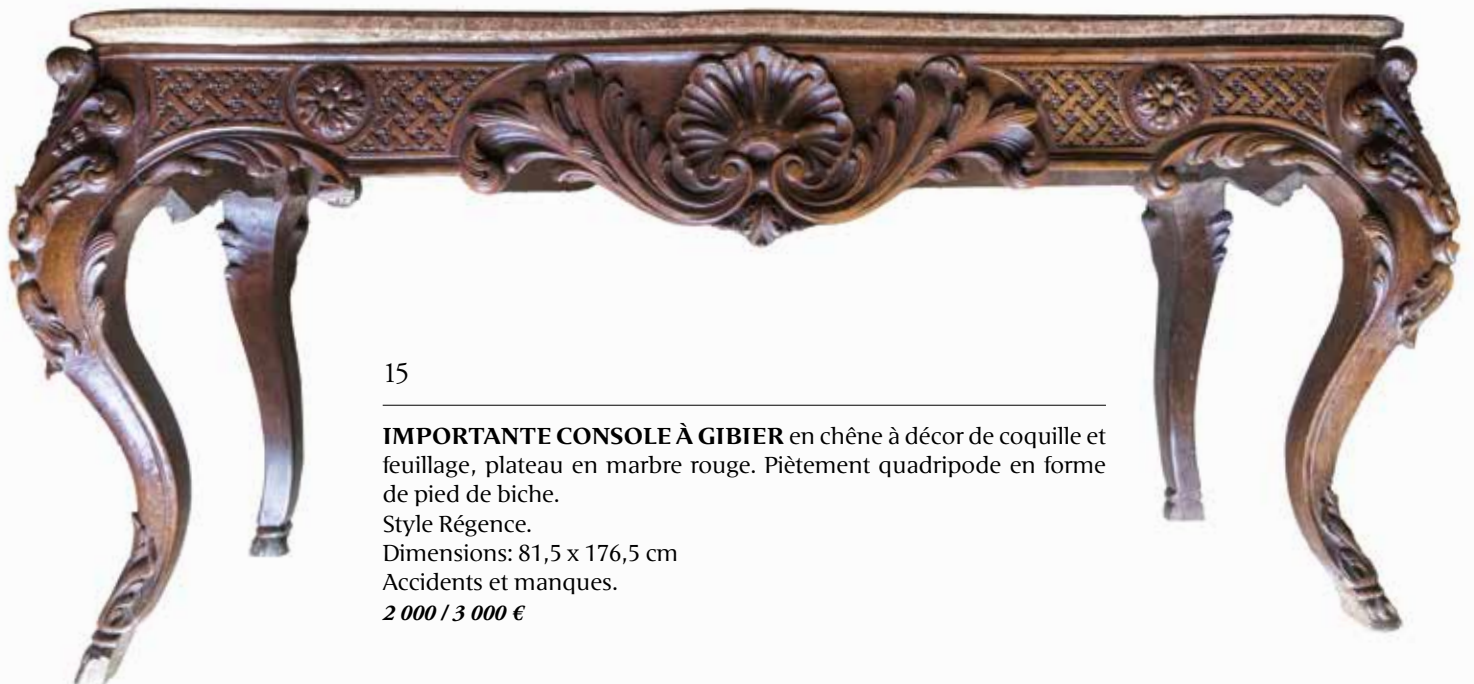 15
IMPORTANTE CONSOLE À GIBIER en chêne à décor de coquille et
feuillage, plateau en marbre rouge. Piètement quadripode en forme
de pied de biche.
Style Régence.
Dimensions: 81,5 x 176,5 cm
Accidents et manques.
2 000 / 3 000 €